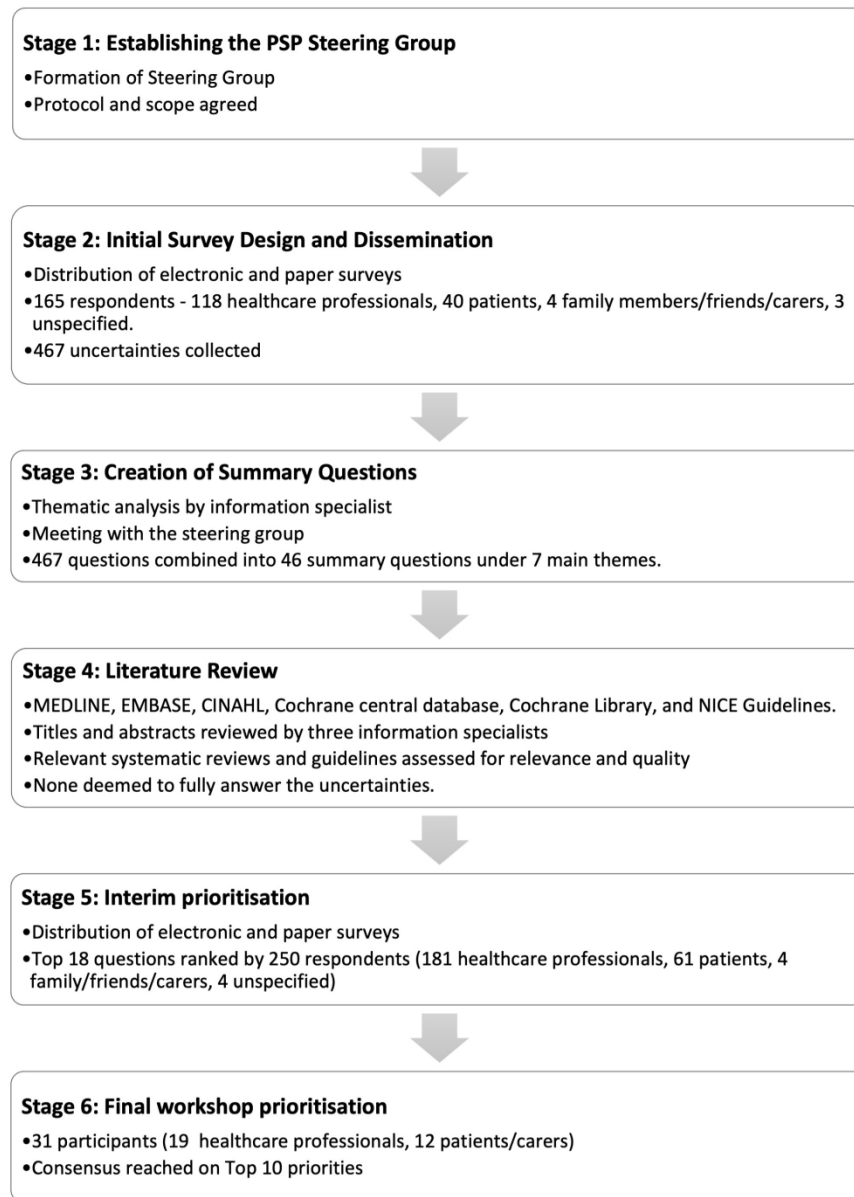 Stage 1: Establishing the PSP Steering Group
•Formation of Steering Group
•Protocol and scope agreed
Stage 2: Initial Survey Design and Dissemination
•Distribution of electronic and paper surveys
•165 respondents - 118 healthcare professionals, 40 patients, 4 family members/friends/carers, 3
unspecified.
•467 uncertainties collected
Stage 3: Creation of Summary Questions
•Thematic analysis by information specialist
•Meeting with the steering group
•467 questions combined into 46 summary questions under 7 main themes.
Stage 4: Literature Review
•MEDLINE, EMBASE, CINAHL, Cochrane central database, Cochrane Library, and NICE Guidelines.
•Titles and abstracts reviewed by three information specialists
•Relevant systematic reviews and guidelines assessed for relevance and quality
•None deemed to fully answer the uncertainties.
Stage 5: Interim prioritisation
•Distribution of electronic and paper surveys
•Top 18 questions ranked by 250 respondents (181 healthcare professionals, 61 patients, 4
family/friends/carers, 4 unspecified)
Stage 6: Final workshop prioritisation
•31 participants (19 healthcare professionals, 12 patients/carers)
•Consensus reached on Top 10 priorities